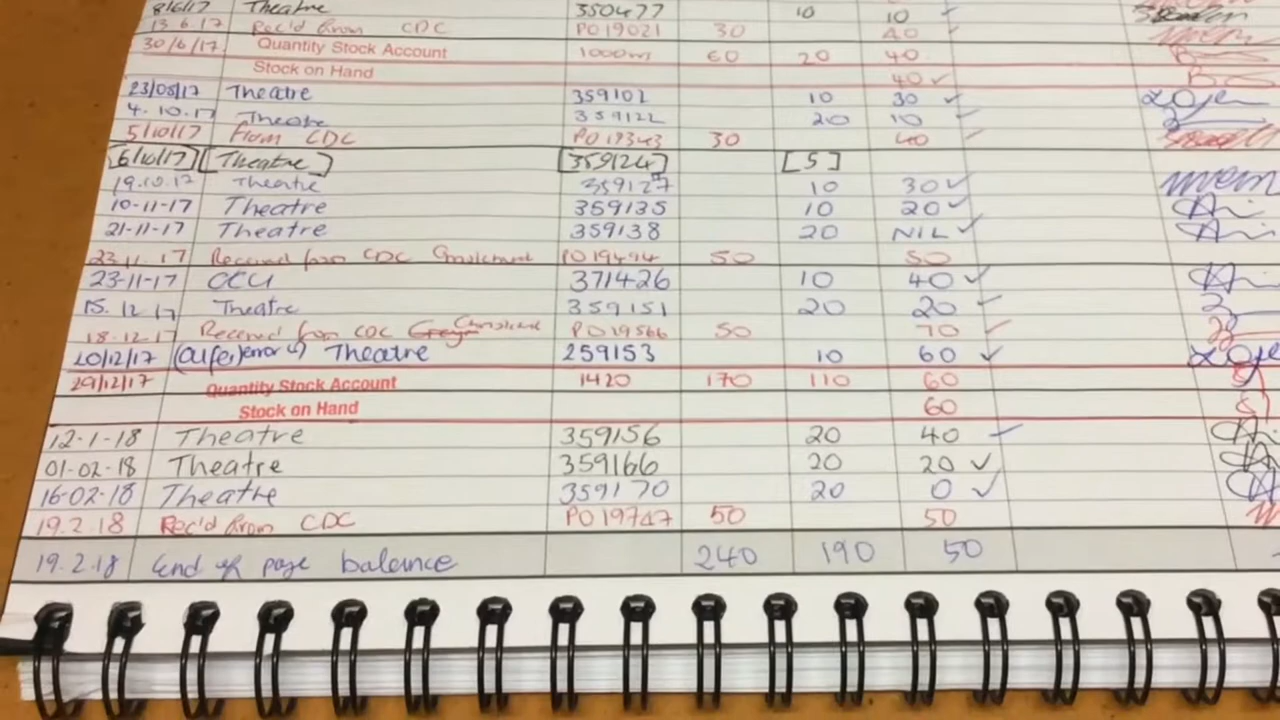 8/6/17 Theatre 350477 10 10
13.6.17 Rec'd from CDC PO19021 30 40
30/6/17 Quantity Stock Account 60 20 40
Stock on Hand 40
23/08/17 Theatre 359102 10 30
4.10.17 Theatre 359122 20 10
5/10/17 From CDC 30 40
6/10/17 [Theatre] [359124] [5]
19.10.17 Theatre 359127 10 30
10-11-17 Theatre 359135 10 20
21-11-17 Theatre 359138 20 NIL
23.11.17 Received from CDC PO19494 50 50
23-11-17 CCU 371426 10 40
15.12.17 Theatre 359151 20 20
18.12.17 Received from CDC PO19566 50 70
20/12/17 Theatre 259153 10 60
29/12/17 Quantity Stock Account 1420 170 110 60
Stock on Hand 60
12-1-18 Theatre 359156 20 40
01-02-18 Theatre 359166 20 20
16-02-18 Theatre 359170 20 0
19.2.18 Rec'd from CDC PO19747 50 50
19.2.18 End of page balance 240 190 50